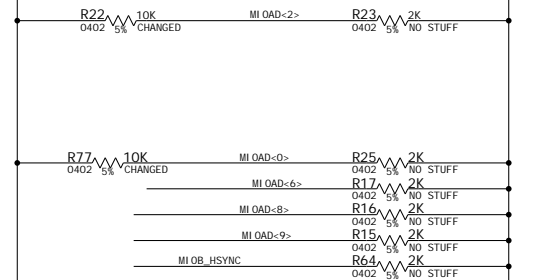 R22 10K MIOAD<2> R23 2K
0402 5% CHANGED 0402 5% NO STUFF
R77 10K MIOAD<0> R25 2K
0402 5% CHANGED 0402 5% NO STUFF
MIOAD<6> R17 2K
0402 5% NO STUFF
MIOAD<8> R16 2K
0402 5% NO STUFF
MIOAD<9> R15 2K
0402 5% NO STUFF
MIOB_HSYNC R64 2K
0402 5% NO STUFF